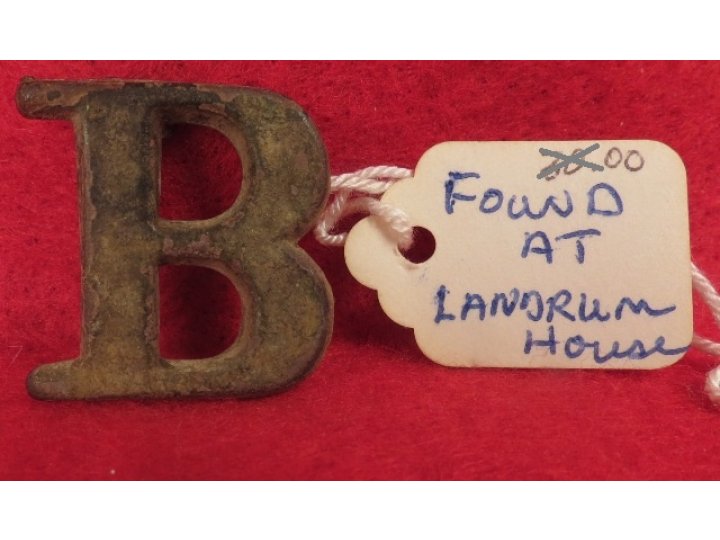 B
00
FOUND
AT
LANDRUM
HOUSE